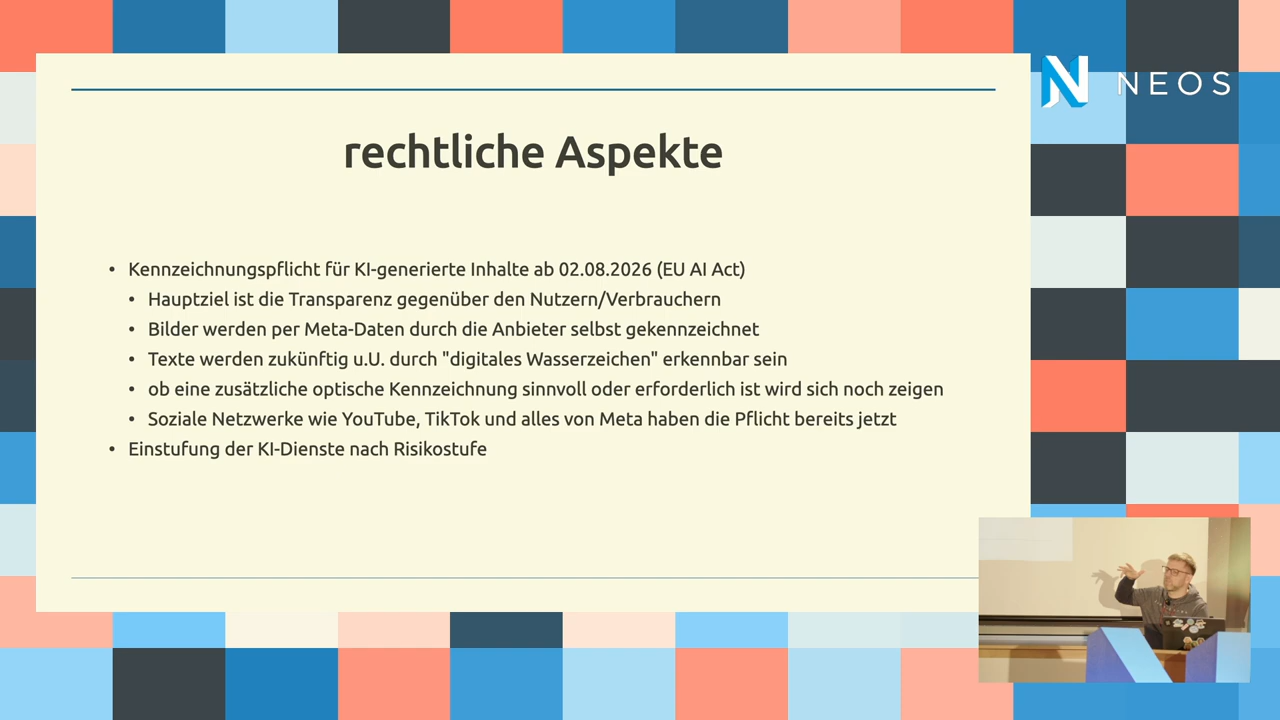 NEOS
rechtliche Aspekte
• Kennzeichnungspflicht für KI-generierte Inhalte ab 02.08.2026 (EU AI Act)
• Hauptziel ist die Transparenz gegenüber den Nutzern/Verbrauchern
• Bilder werden per Meta-Daten durch die Anbieter selbst gekennzeichnet
• Texte werden zukünftig u.U. durch "digitales Wasserzeichen" erkennbar sein
• ob eine zusätzliche optische Kennzeichnung sinnvoll oder erforderlich ist wird sich noch zeigen
• Soziale Netzwerke wie YouTube, TikTok und alles von Meta haben die Pflicht bereits jetzt
• Einstufung der KI-Dienste nach Risikostufe